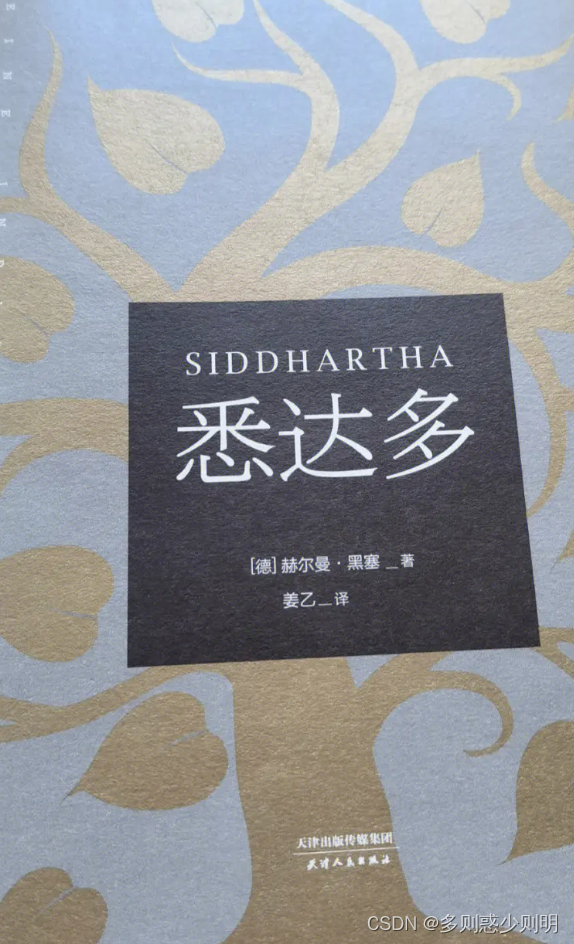 SIDDHARTHA
悉达多
[德]赫尔曼·黑塞 __著
姜乙__译
天津出版传媒集团
天津人民出版社
CSDN @多则惑少则明